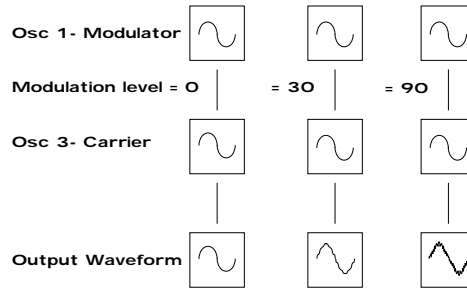 Osc 1- Modulator
Modulation level = 0 = 30 = 90
Osc 3- Carrier
Output Waveform